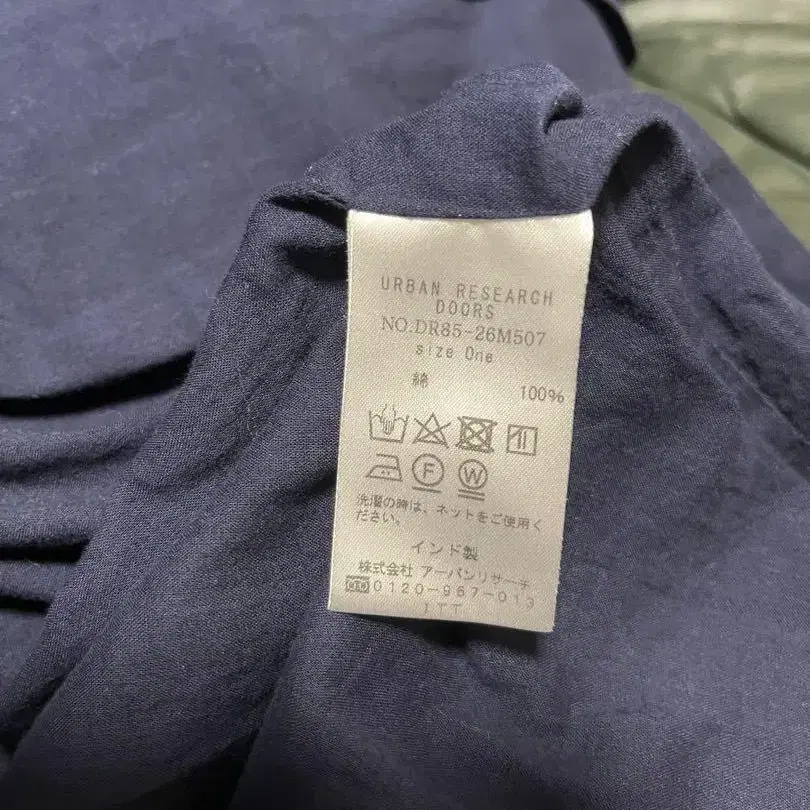 URBAN RESEARCH
DOORS
NO.DR85-26M507
size One
綿 100%
F W
洗濯の時は、ネットをご使用く
ださい。
インド製
株式会社 アーバンリサーチ
0120-967-013
ITT